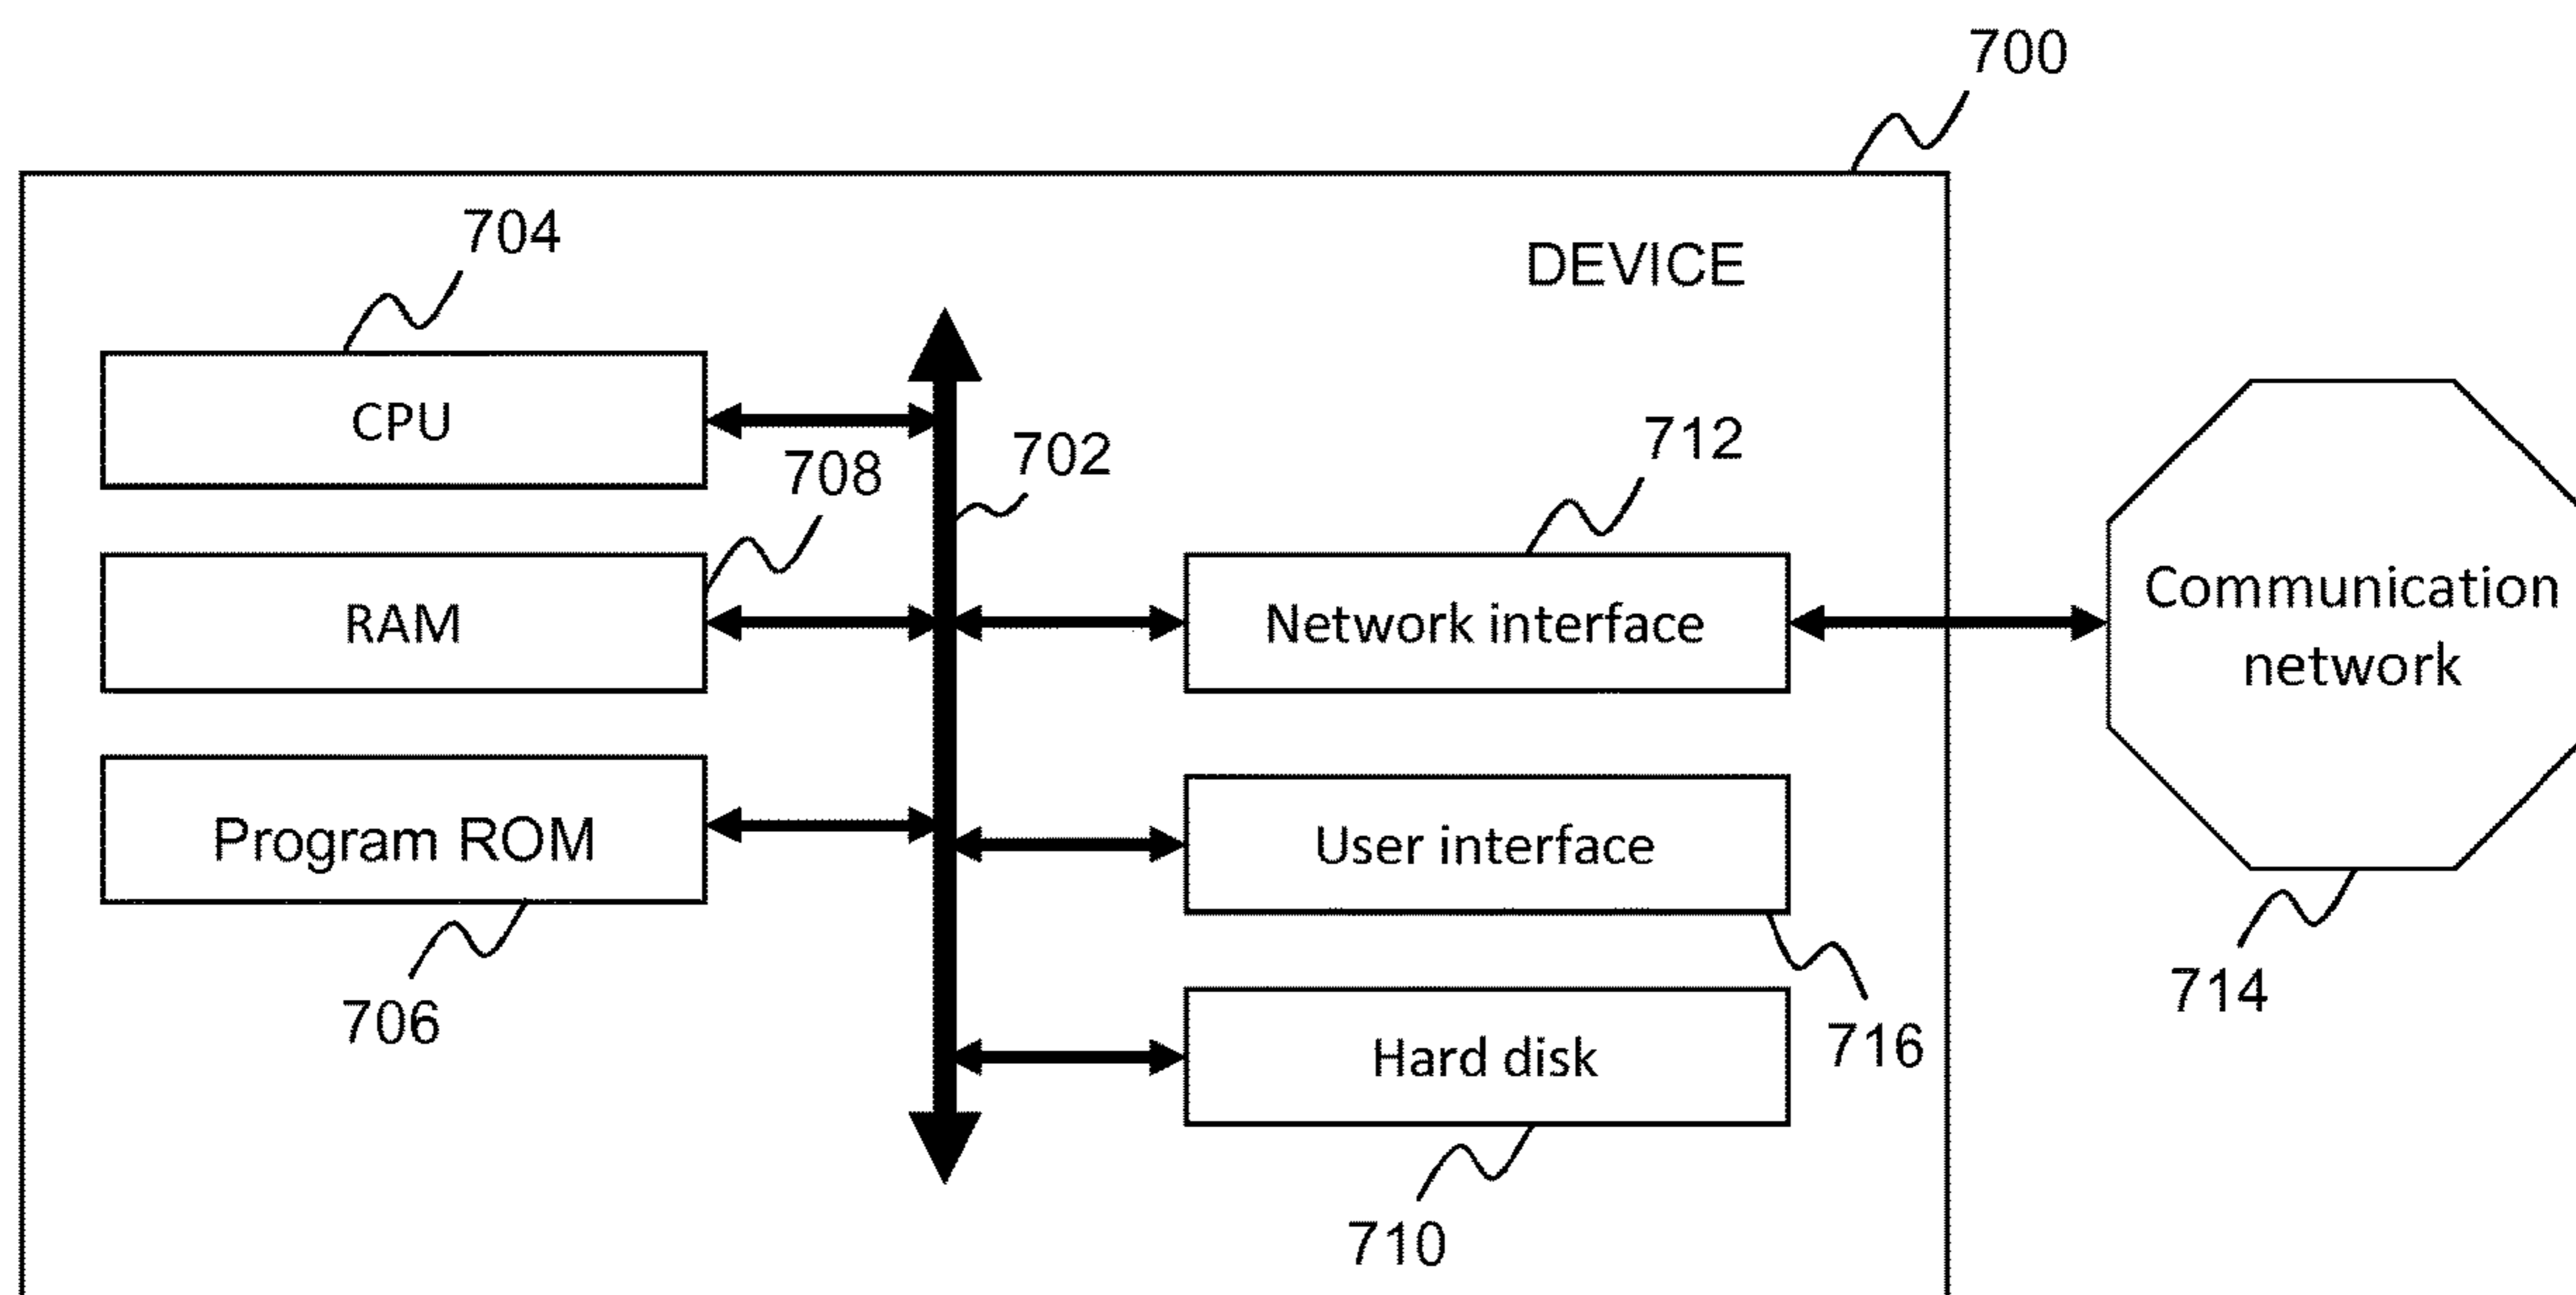 700
704
DEVICE
CPU
708
702
712
RAM
Network interface
Communication
network
Program ROM
User interface
706
716
714
Hard disk
710